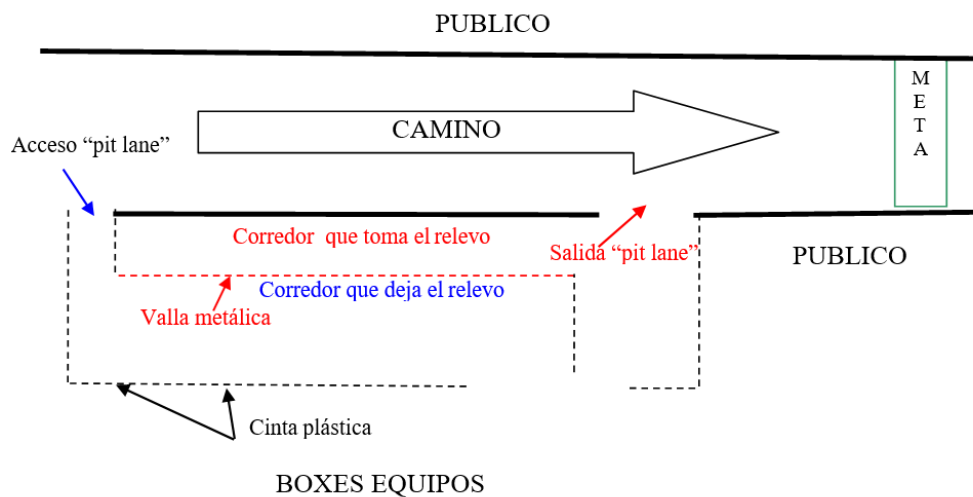 PUBLICO
M
E
T
A
CAMINO
Acceso “pit lane”
Corredor que toma el relevo
Salida “pit lane”
PUBLICO
Corredor que deja el relevo
Valla metálica
Cinta plástica
BOXES EQUIPOS